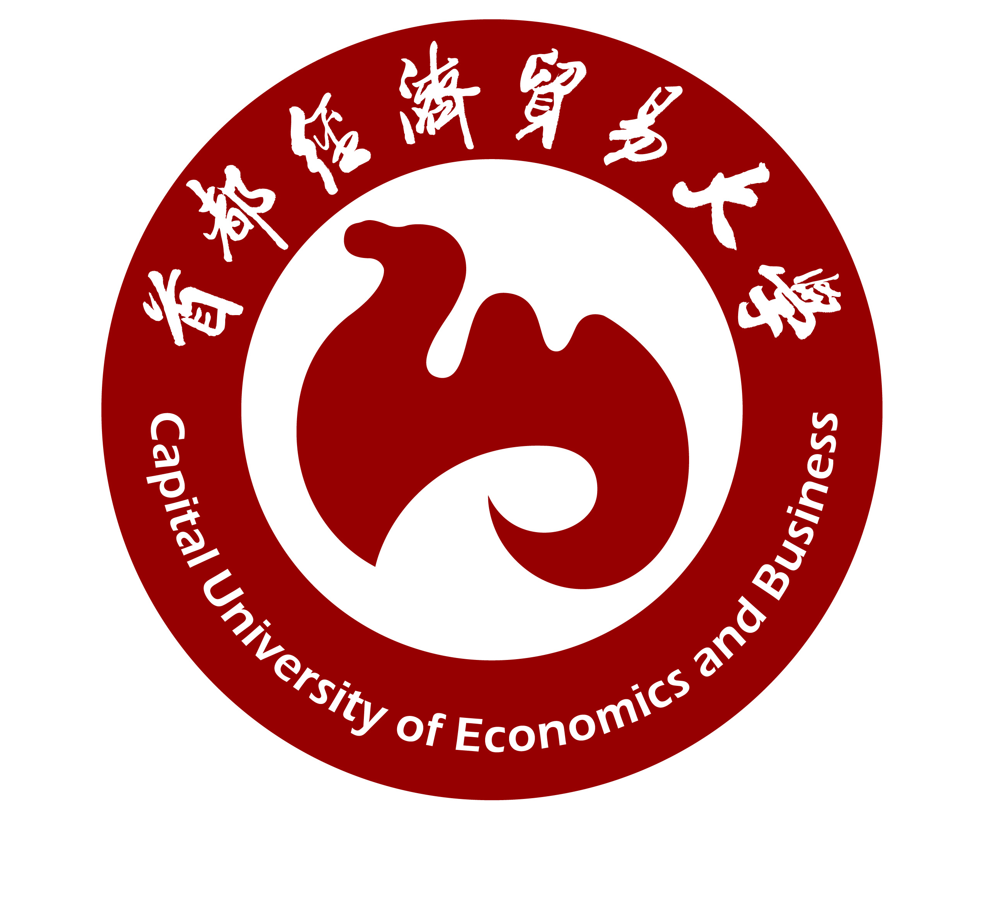 首都經濟貿易大學
Capital University of Economics and Business